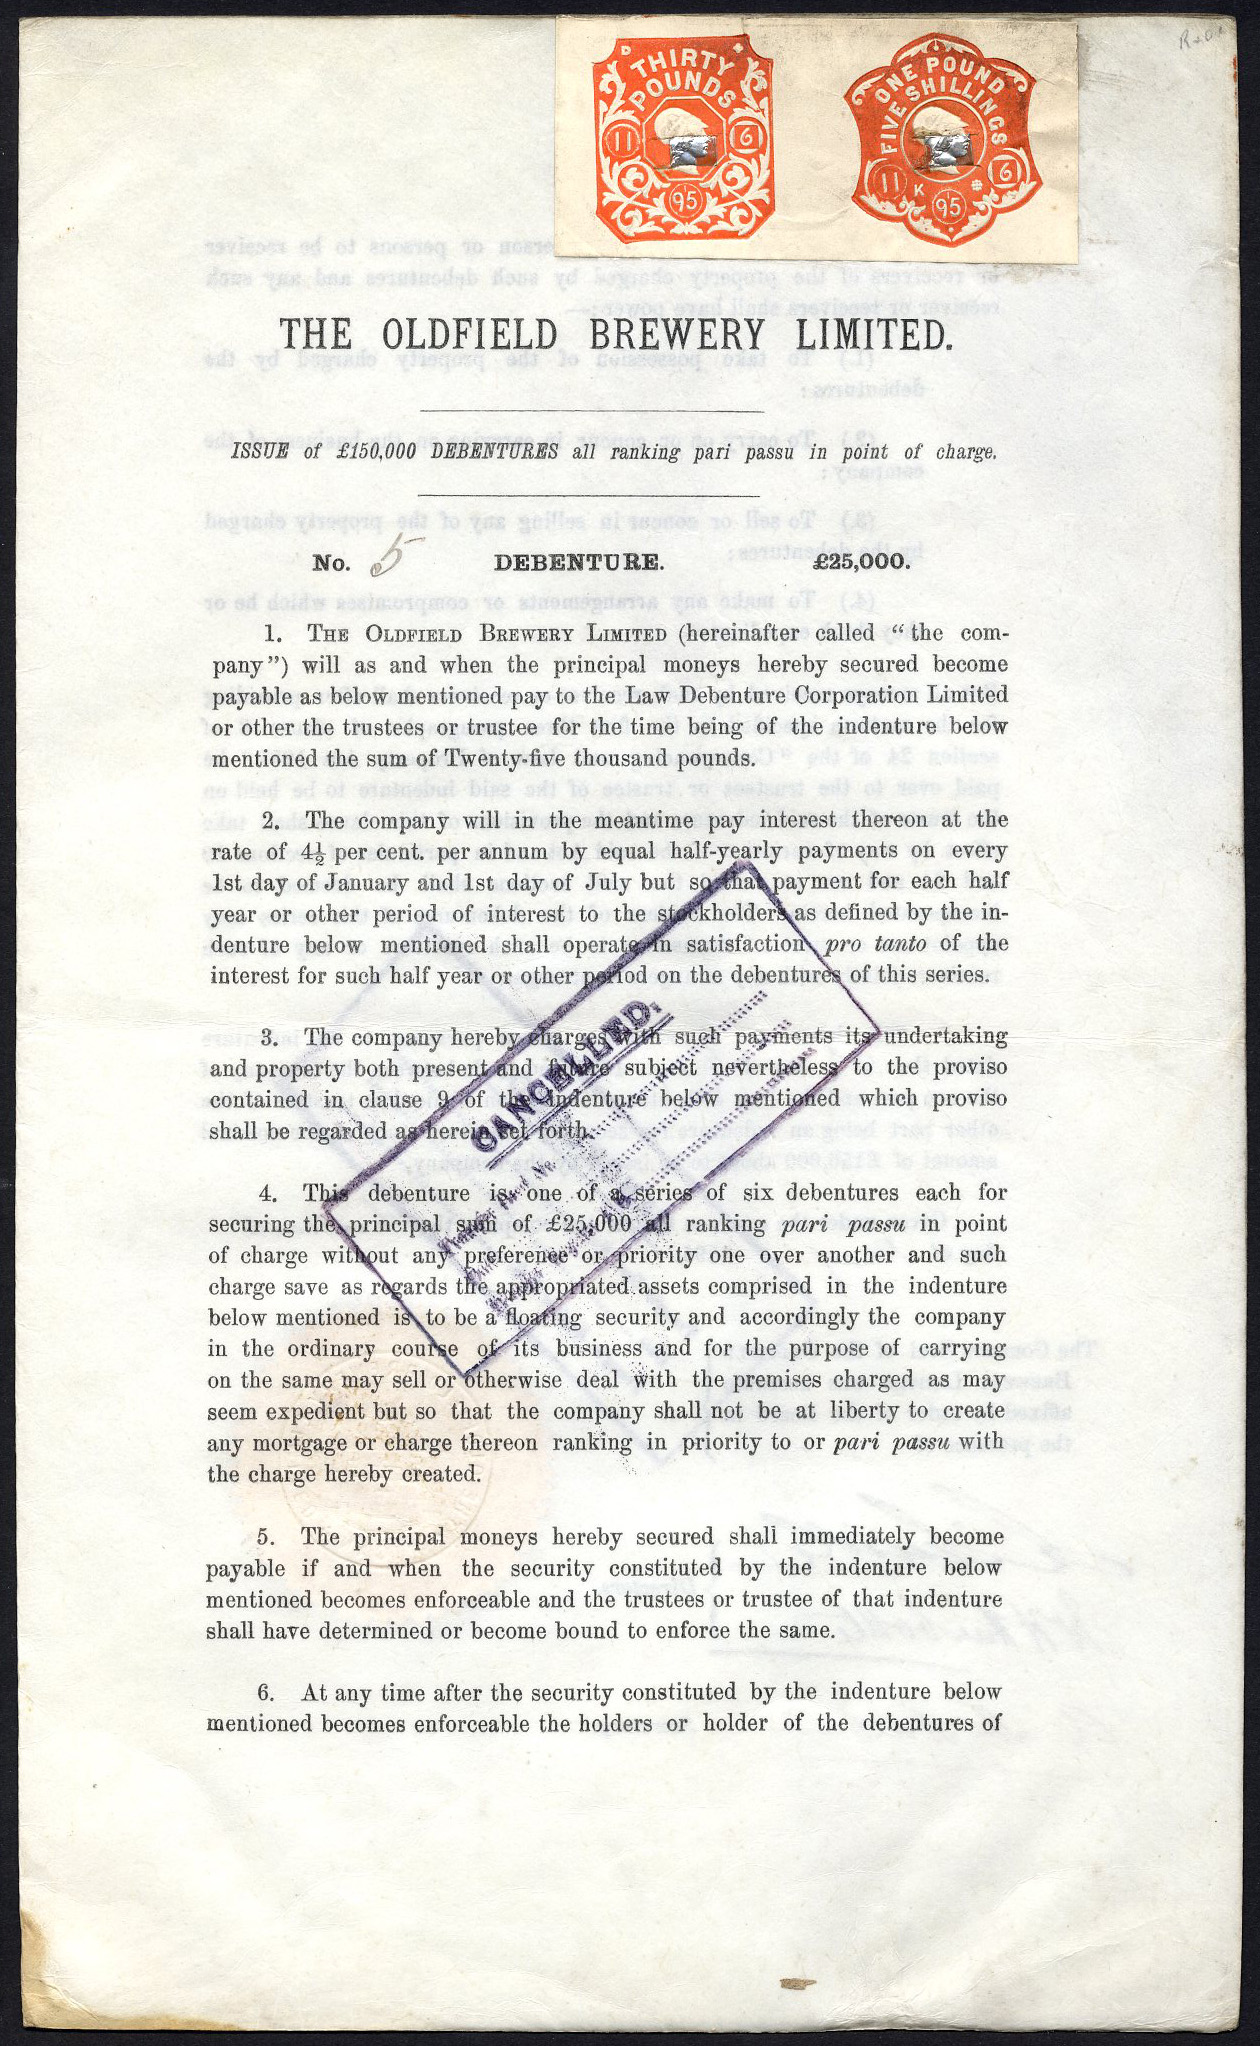 D
THIRTY
POUNDS
11 6
95
ONE POUND
FIVE SHILLINGS
11 K 6
95
THE OLDFIELD BREWERY LIMITED.
ISSUE of £150,000 DEBENTURES all ranking pari passu in point of charge.
No. 5 DEBENTURE. £25,000.
1. THE OLDFIELD BREWERY LIMITED (hereinafter called “the com-
pany”) will as and when the principal moneys hereby secured become
payable as below mentioned pay to the Law Debenture Corporation Limited
or other the trustees or trustee for the time being of the indenture below
mentioned the sum of Twenty-five thousand pounds.
2. The company will in the meantime pay interest thereon at the
rate of 4½ per cent. per annum by equal half-yearly payments on every
1st day of January and 1st day of July but so that payment for each half
year or other period of interest to the stockholders as defined by the in-
denture below mentioned shall operate in satisfaction pro tanto of the
interest for such half year or other period on the debentures of this series.
3. The company hereby charges with such payments its undertaking
and property both present and future subject nevertheless to the proviso
contained in clause 9 of the indenture below mentioned which proviso
shall be regarded as herein set forth.
4. This debenture is one of a series of six debentures each for
securing the principal sum of £25,000 all ranking pari passu in point
of charge without any preference or priority one over another and such
charge save as regards the appropriated assets comprised in the indenture
below mentioned is to be a floating security and accordingly the company
in the ordinary course of its business and for the purpose of carrying
on the same may sell or otherwise deal with the premises charged as may
seem expedient but so that the company shall not be at liberty to create
any mortgage or charge thereon ranking in priority to or pari passu with
the charge hereby created.
5. The principal moneys hereby secured shall immediately become
payable if and when the security constituted by the indenture below
mentioned becomes enforceable and the trustees or trustee of that indenture
shall have determined or become bound to enforce the same.
6. At any time after the security constituted by the indenture below
mentioned becomes enforceable the holders or holder of the debentures of
CANCELLED.